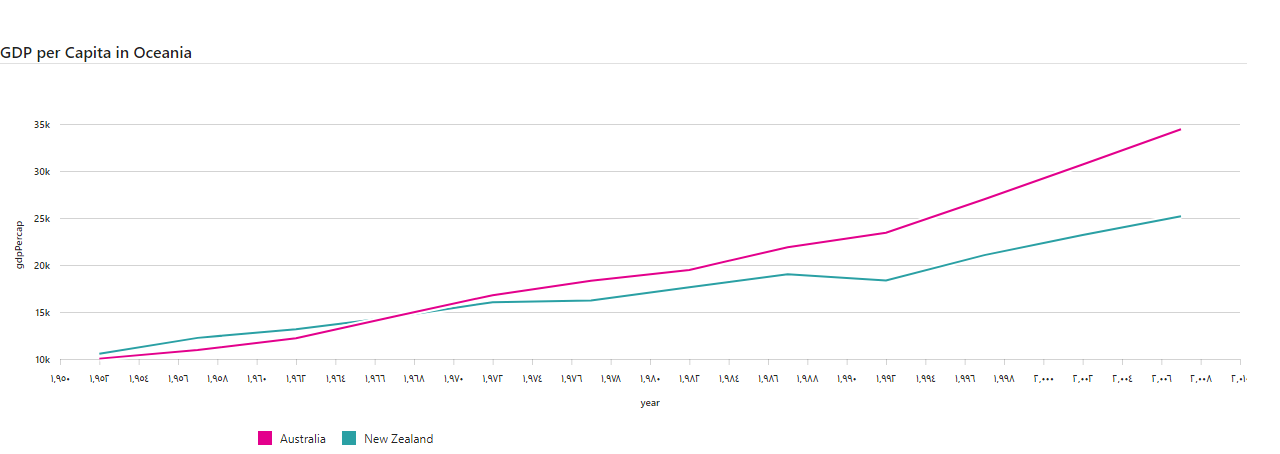 GDP per Capita in Oceania
35k
30k
25k
20k
15k
10k
gdpPercap
١,٩٥٠ ١,٩٥٢ ١,٩٥٤ ١,٩٥٦ ١,٩٥٨ ١,٩٦٠ ١,٩٦٢ ١,٩٦٤ ١,٩٦٦ ١,٩٦٨ ١,٩٧٠ ١,٩٧٢ ١,٩٧٤ ١,٩٧٦ ١,٩٧٨ ١,٩٨٠ ١,٩٨٢ ١,٩٨٤ ١,٩٨٦ ١,٩٨٨ ١,٩٩٠ ١,٩٩٢ ١,٩٩٤ ١,٩٩٦ ١,٩٩٨ ٢,٠٠٠ ٢,٠٠٢ ٢,٠٠٤ ٢,٠٠٦ ٢,٠٠٨
year
Australia New Zealand